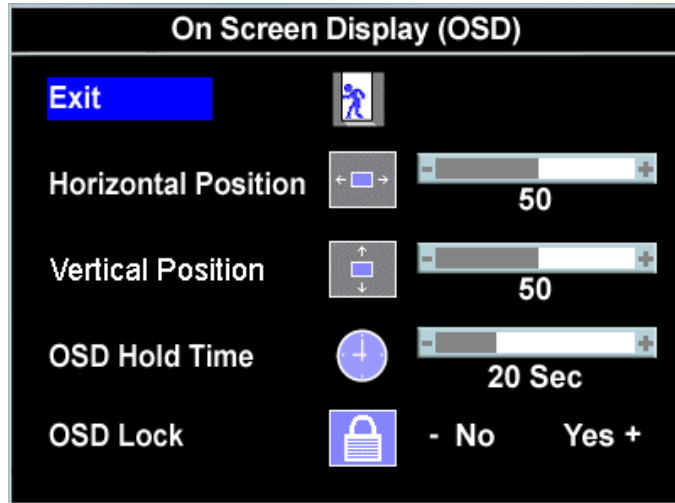 On Screen Display (OSD)
Exit
Horizontal Position
- +
50
Vertical Position
- +
50
OSD Hold Time
- +
20 Sec
OSD Lock - No Yes +